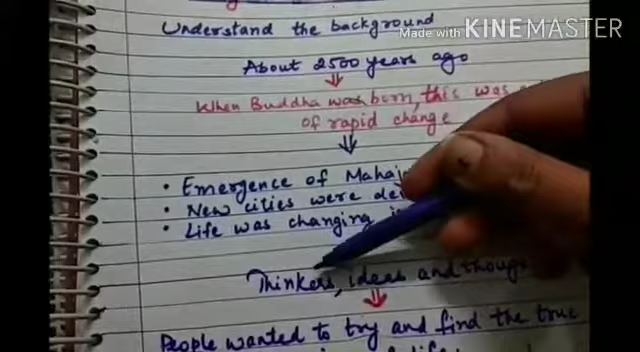 Understand the background
Made with KINEMASTER
About 2500 years ago
When Buddha was born, this was
of rapid change
• Emergence of
• New cities were
• Life was changing
Thinkers, ideas and
People wanted to try and find the true